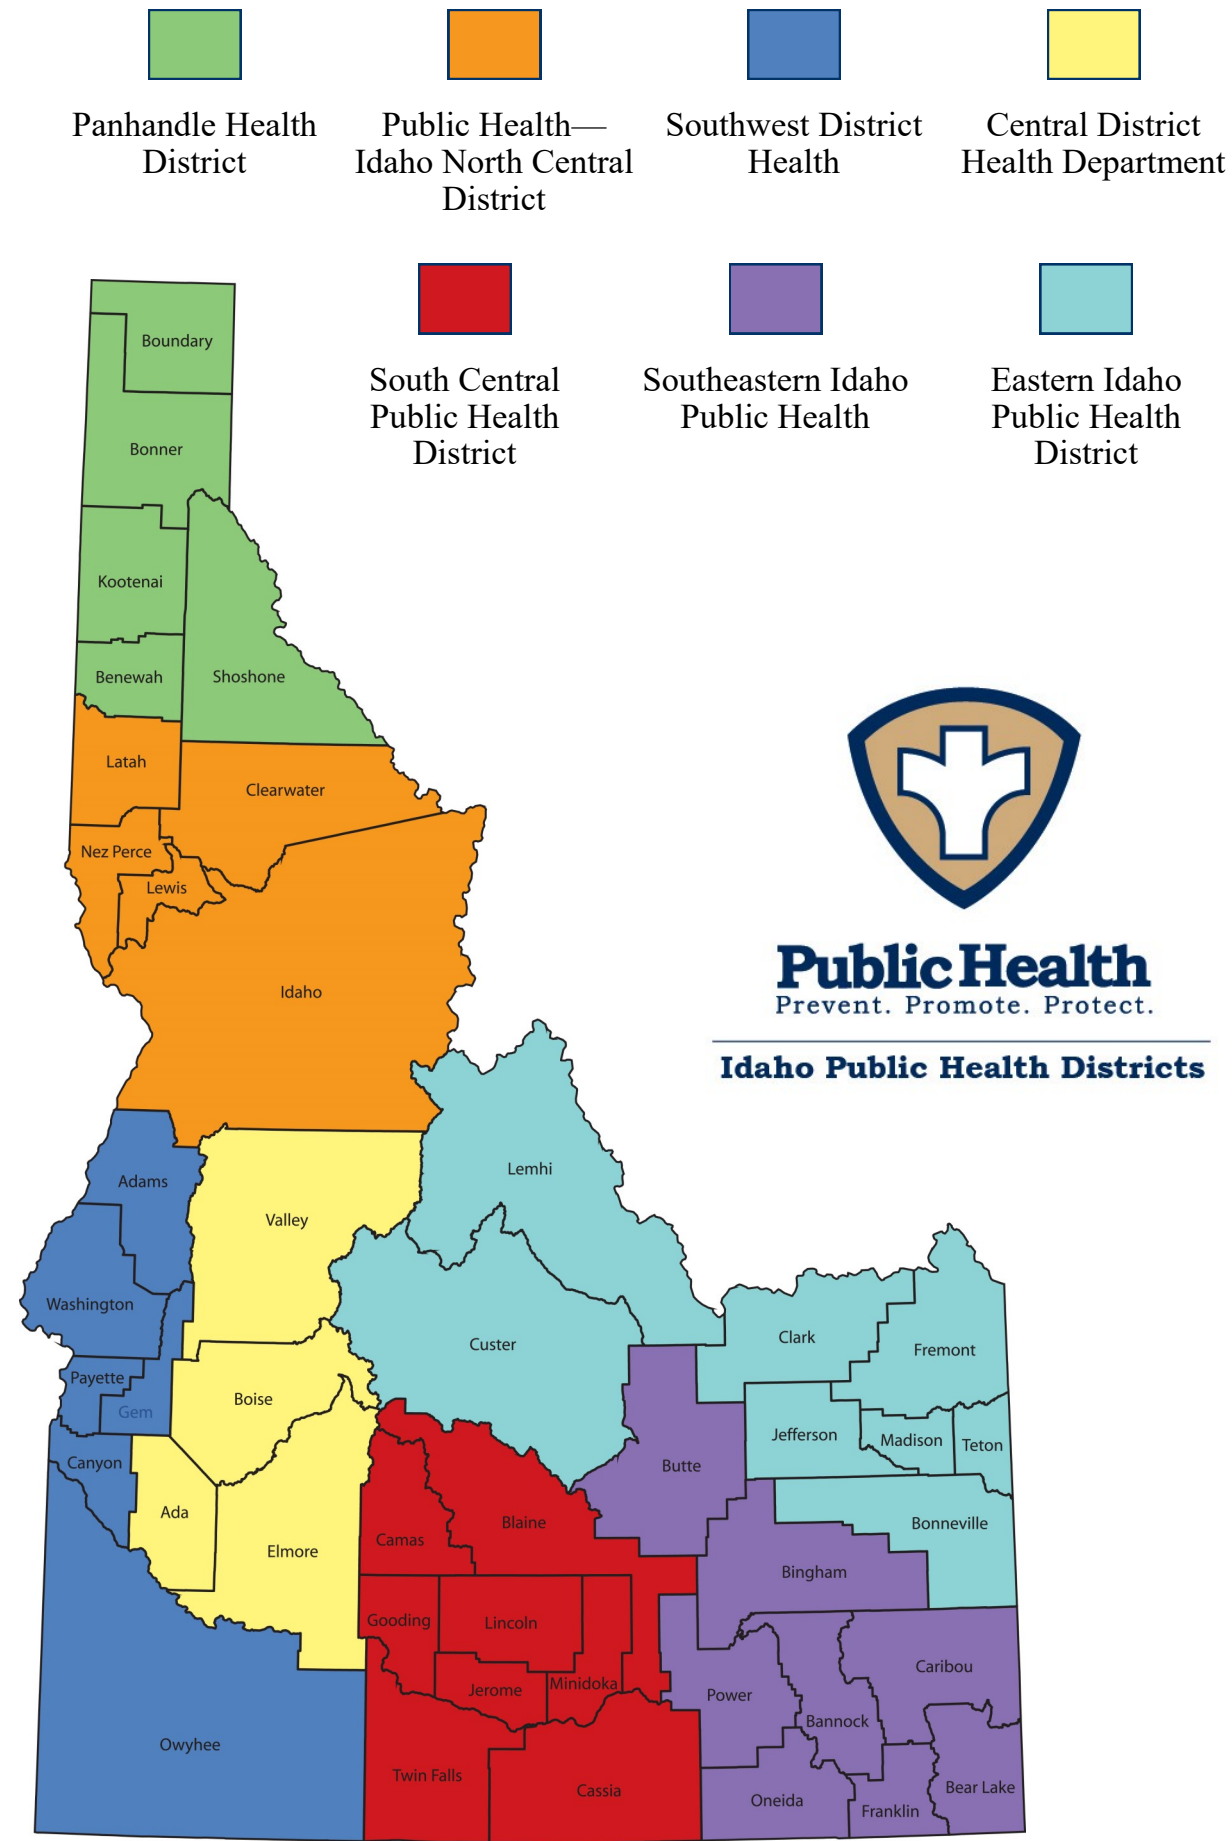 Panhandle Health
District
Public Health—
Idaho North Central
District
Southwest District
Health
Central District
Health Department
South Central
Public Health
District
Southeastern Idaho
Public Health
Eastern Idaho
Public Health
District
Boundary
Bonner
Kootenai
Benewah
Shoshone
Latah
Clearwater
Nez Perce
Lewis
Idaho
Public Health
Prevent. Promote. Protect.
Idaho Public Health Districts
Adams
Valley
Lemhi
Washington
Custer
Clark
Fremont
Payette
Gem
Boise
Jefferson
Madison
Teton
Canyon
Butte
Ada
Elmore
Camas
Blaine
Bonneville
Bingham
Gooding
Lincoln
Jerome
Minidoka
Power
Caribou
Bannock
Owyhee
Twin Falls
Cassia
Oneida
Franklin
Bear Lake